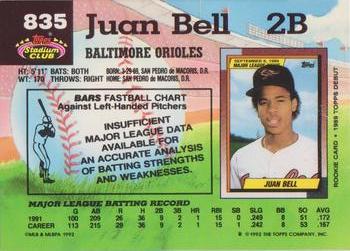 835
Topps
Stadium
CLUB
Juan Bell 2B
BALTIMORE ORIOLES
HT: 5'11" BATS: BOTH BORN: 3-29-68, SAN PEDRO de MACORIS, D.R.
WT: 170 THROWS: RIGHT HOME: SAN PEDRO de MACORIS, D.R.
BARS FASTBALL CHART
Against Left-Handed Pitchers
INSUFFICIENT
MAJOR LEAGUE DATA
AVAILABLE FOR
AN ACCURATE ANALYSIS
OF BATTING STRENGTHS
AND WEAKNESSES.
SEPTEMBER 6, 1989
MAJOR LEAGUE
JUAN BELL
ROOKIE CARD • 1989 TOPPS DEBUT
MAJOR LEAGUE BATTING RECORD
G AB R H 2B 3B HR RBI SB SLG BB SO AVG
1991 100 209 26 36 9 2 1 15 0 .249 8 51 .172
CAREER 113 215 29 36 9 2 1 15 1 .242 8 53 .167
©MLB & MLBPA 1992
® © 1992 THE TOPPS COMPANY, INC.